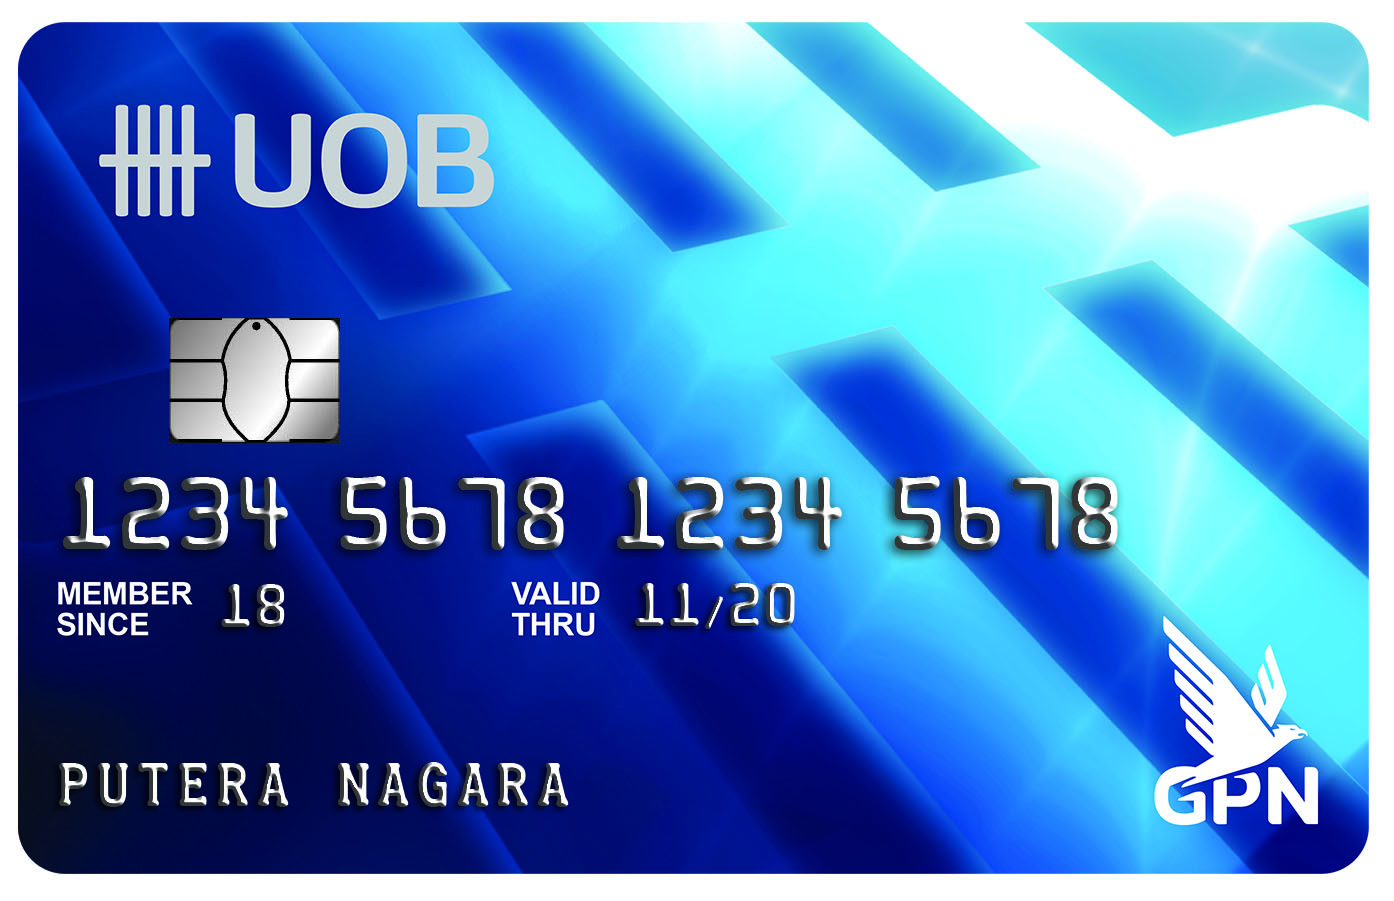 UOB
1234 5678 1234 5678
MEMBER SINCE 18
VALID THRU 11/20
PUTERA NAGARA
GPN